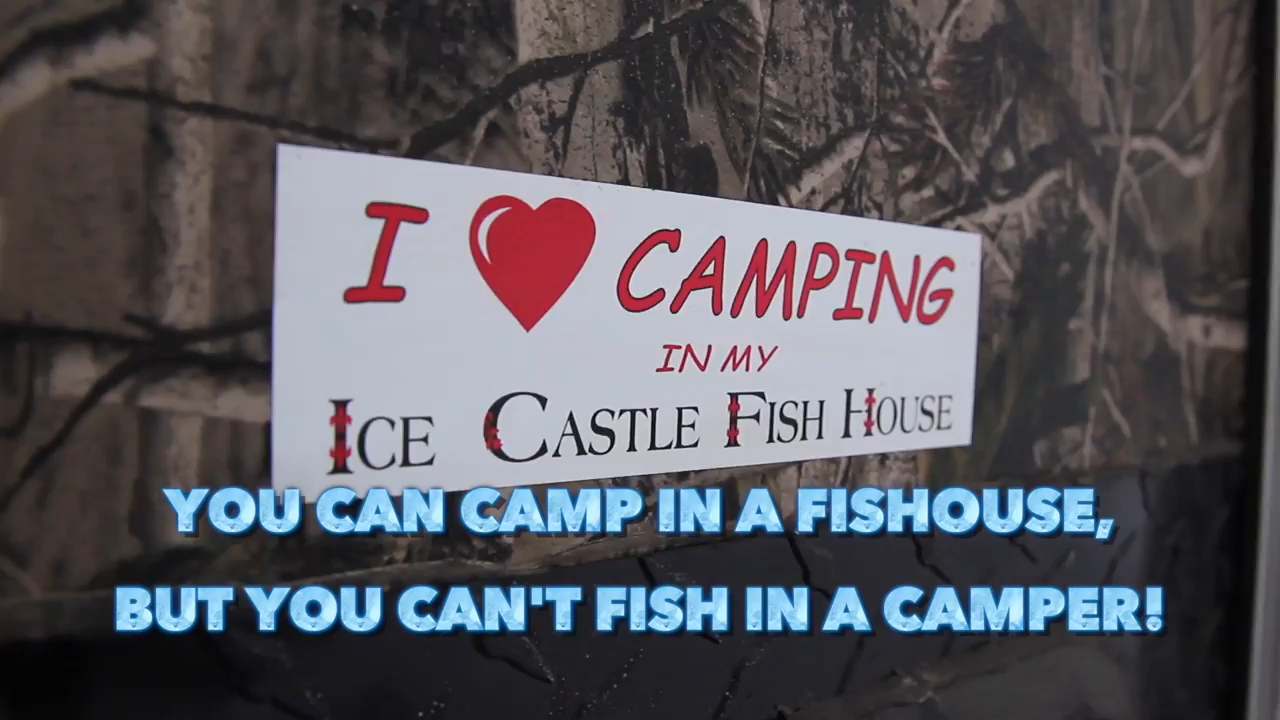 I ❤ CAMPING
IN MY
ICE CASTLE FISH HOUSE
YOU CAN CAMP IN A FISHOUSE,
BUT YOU CAN'T FISH IN A CAMPER!